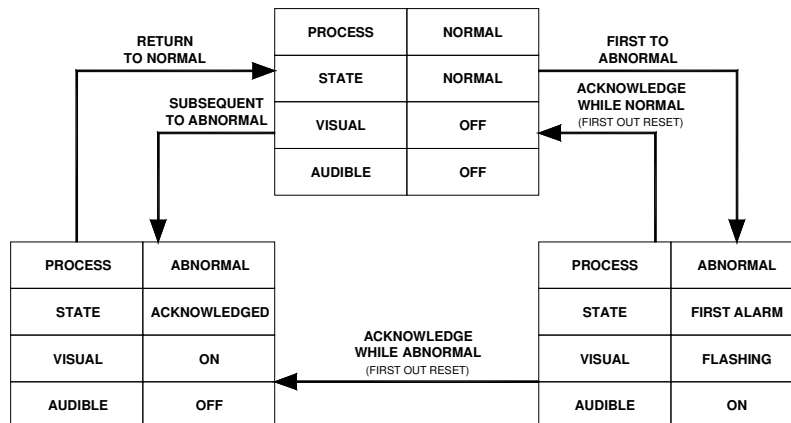 PROCESS NORMAL
STATE NORMAL
VISUAL OFF
AUDIBLE OFF
RETURN
TO NORMAL
SUBSEQUENT
TO ABNORMAL
FIRST TO
ABNORMAL
ACKNOWLEDGE
WHILE NORMAL
(FIRST OUT RESET)
PROCESS ABNORMAL
STATE ACKNOWLEDGED
VISUAL ON
AUDIBLE OFF
ACKNOWLEDGE
WHILE ABNORMAL
(FIRST OUT RESET)
PROCESS ABNORMAL
STATE FIRST ALARM
VISUAL FLASHING
AUDIBLE ON